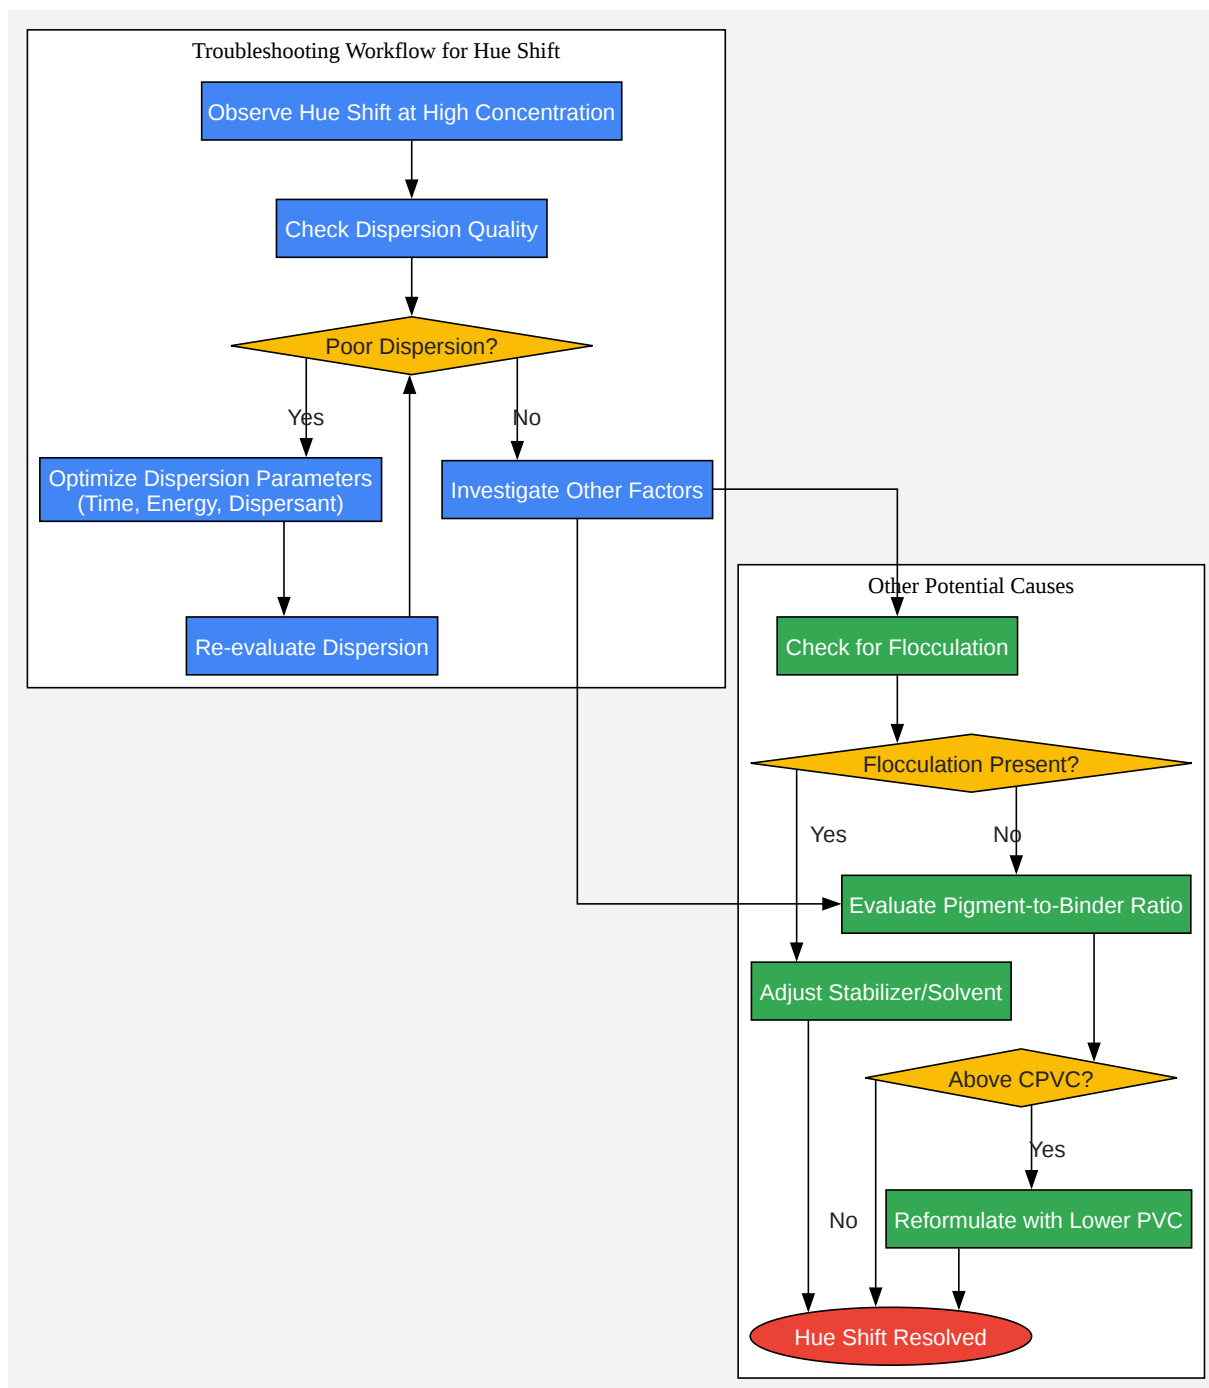 Troubleshooting Workflow for Hue Shift
Observe Hue Shift at High Concentration
Check Dispersion Quality
Poor Dispersion?
Yes
No
Optimize Dispersion Parameters
(Time, Energy, Dispersant)
Investigate Other Factors
Re-evaluate Dispersion
Other Potential Causes
Check for Flocculation
Flocculation Present?
Yes
No
Evaluate Pigment-to-Binder Ratio
Adjust Stabilizer/Solvent
Above CPVC?
Yes
No
Reformulate with Lower PVC
Hue Shift Resolved